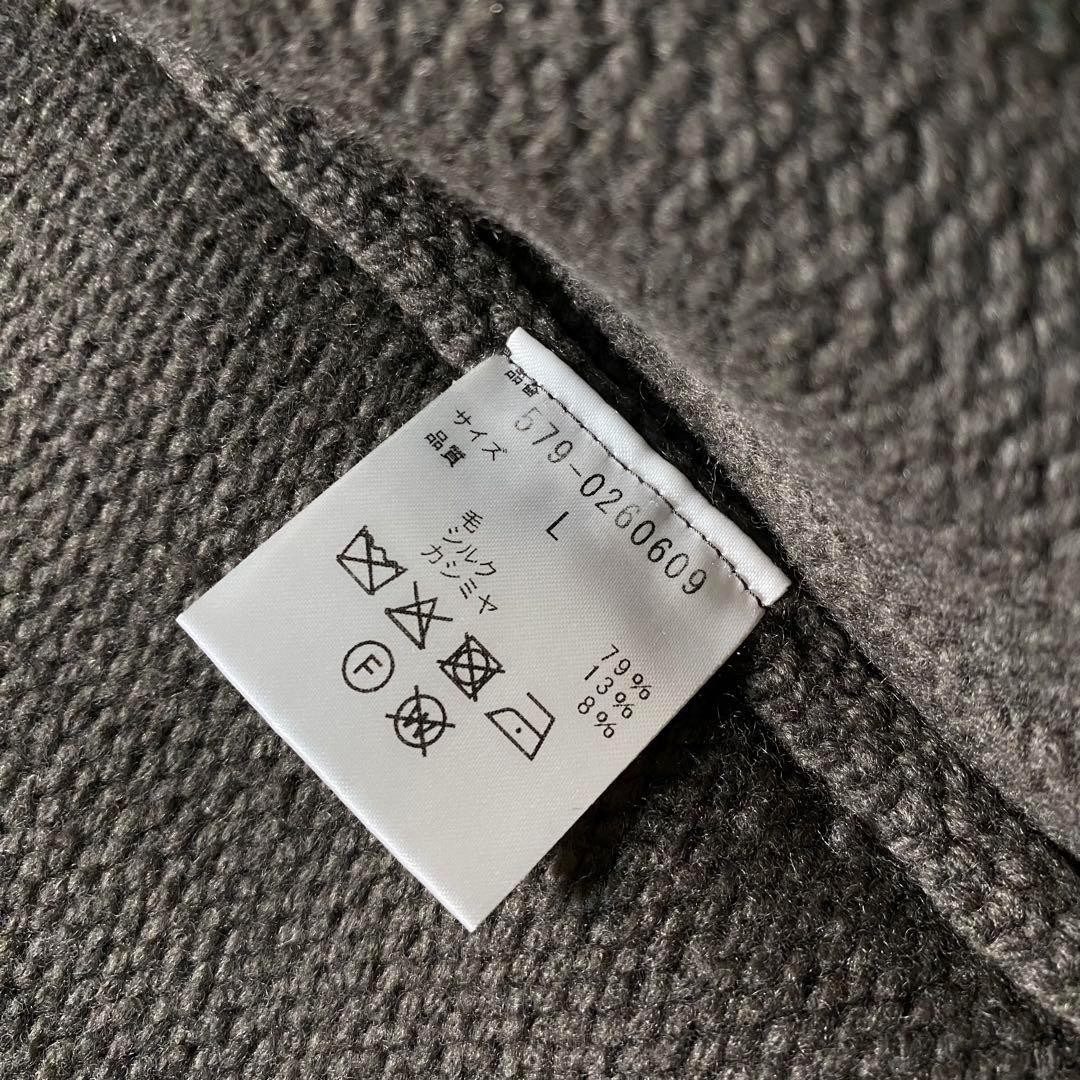 品番 579-0260609
サイズ L
品質
毛 79%
シルク 13%
カシミヤ 8%
F
W